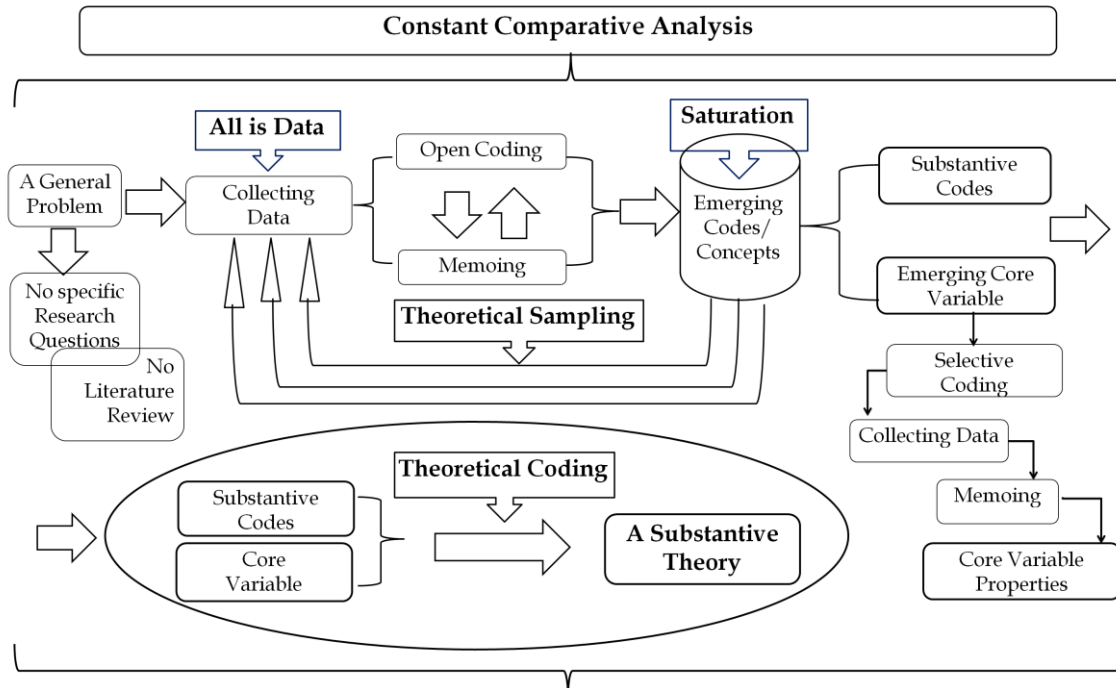 Constant Comparative Analysis
All is Data
Saturation
A General
Problem
Collecting
Data
Open Coding
Memoing
Emerging
Codes/
Concepts
Substantive
Codes
Emerging Core
Variable
No specific
Research
Questions
No
Literature
Review
Theoretical Sampling
Selective
Coding
Collecting Data
Memoing
Core Variable
Properties
Substantive
Codes
Core
Variable
Theoretical Coding
A Substantive
Theory